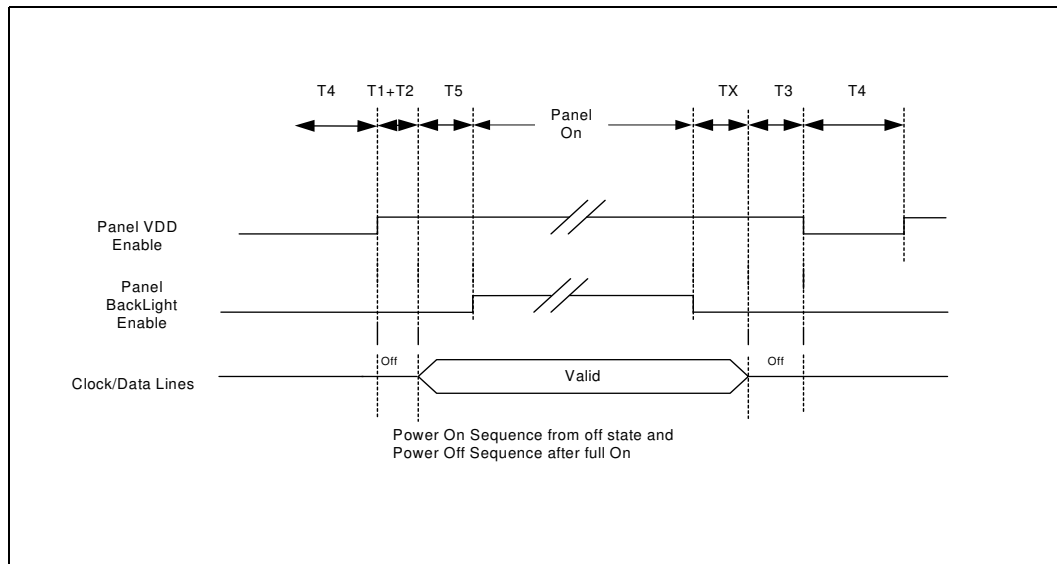 T4 T1+T2 T5 TX T3 T4
Panel
On
Panel VDD
Enable
Panel
BackLight
Enable
Off Off
Clock/Data Lines Valid
Power On Sequence from off state and
Power Off Sequence after full On